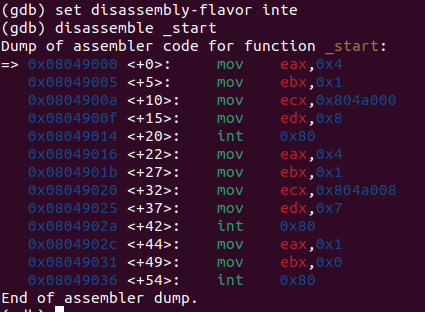 (gdb) set disassembly-flavor inte
(gdb) disassemble _start
Dump of assembler code for function _start:
=> 0x08049000 <+0>: mov eax,0x4
0x08049005 <+5>: mov ebx,0x1
0x0804900a <+10>: mov ecx,0x804a000
0x0804900f <+15>: mov edx,0x8
0x08049014 <+20>: int 0x80
0x08049016 <+22>: mov eax,0x4
0x0804901b <+27>: mov ebx,0x1
0x08049020 <+32>: mov ecx,0x804a008
0x08049025 <+37>: mov edx,0x7
0x0804902a <+42>: int 0x80
0x0804902c <+44>: mov eax,0x1
0x08049031 <+49>: mov ebx,0x0
0x08049036 <+54>: int 0x80
End of assembler dump.
(gdb)